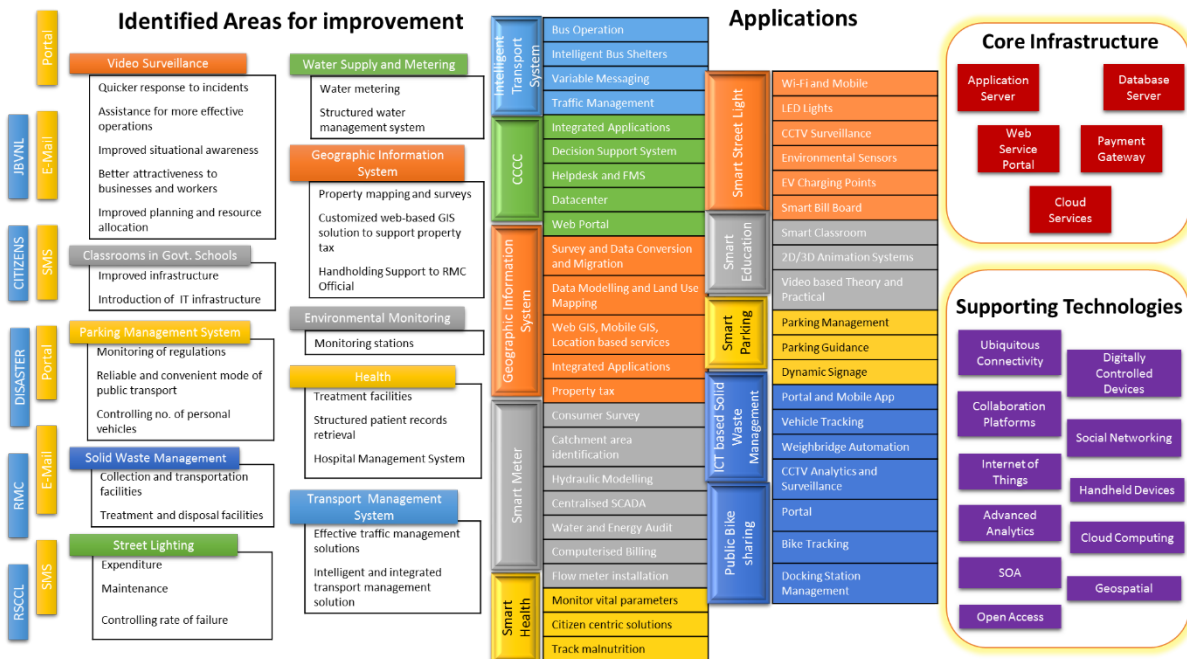 Identified Areas for improvement
Applications
Portal
JBVNL
E-Mail
CITIZENS
SMS
DISASTER
Portal
RMC
E-Mail
RSCCL
SMS
Video Surveillance
Quicker response to incidents
Assistance for more effective
operations
Improved situational awareness
Better attractiveness to
businesses and workers
Improved planning and resource
allocation
Classrooms in Govt. Schools
Improved infrastructure
Introduction of IT infrastructure
Parking Management System
Monitoring of regulations
Reliable and convenient mode of
public transport
Controlling no. of personal
vehicles
Solid Waste Management
Collection and transportation
facilities
Treatment and disposal facilities
Street Lighting
Expenditure
Maintenance
Controlling rate of failure
Water Supply and Metering
Water metering
Structured water
management system
Geographic Information
System
Property mapping and surveys
Customized web-based GIS
solution to support property
tax
Handholding Support to RMC
Official
Environmental Monitoring
Monitoring stations
Health
Treatment facilities
Structured patient records
retrieval
Hospital Management System
Transport Management
System
Effective traffic management
solutions
Intelligent and integrated
transport management
solution
Intelligent
Transport
System
Bus Operation
Intelligent Bus Shelters
Variable Messaging
Traffic Management
CCCC
Integrated Applications
Decision Support System
Helpdesk and FMS
Datacenter
Web Portal
Geographic Information
System
Survey and Data Conversion
and Migration
Data Modelling and Land Use
Mapping
Web GIS, Mobile GIS,
Location based services
Integrated Applications
Property tax
Smart Meter
Consumer Survey
Catchment area
identification
Hydraulic Modelling
Centralised SCADA
Water and Energy Audit
Computerised Billing
Flow meter installation
Smart
Health
Monitor vital parameters
Citizen centric solutions
Track malnutrition
Smart Street Light
Wi-Fi and Mobile
LED Lights
CCTV Surveillance
Environmental Sensors
EV Charging Points
Smart Bill Board
Smart
Education
Smart Classroom
2D/3D Animation Systems
Video based Theory and
Practical
Smart
Parking
Parking Management
Parking Guidance
Dynamic Signage
ICT based Solid
Waste
Management
Portal and Mobile App
Vehicle Tracking
Weighbridge Automation
CCTV Analytics and
Surveillance
Public Bike
sharing
Portal
Bike Tracking
Docking Station
Management
Core Infrastructure
Application
Server
Database
Server
Web
Service
Portal
Payment
Gateway
Cloud
Services
Supporting Technologies
Ubiquitous
Connectivity
Digitally
Controlled
Devices
Collaboration
Platforms
Social Networking
Internet of
Things
Handheld Devices
Advanced
Analytics
Cloud Computing
SOA
Geospatial
Open Access